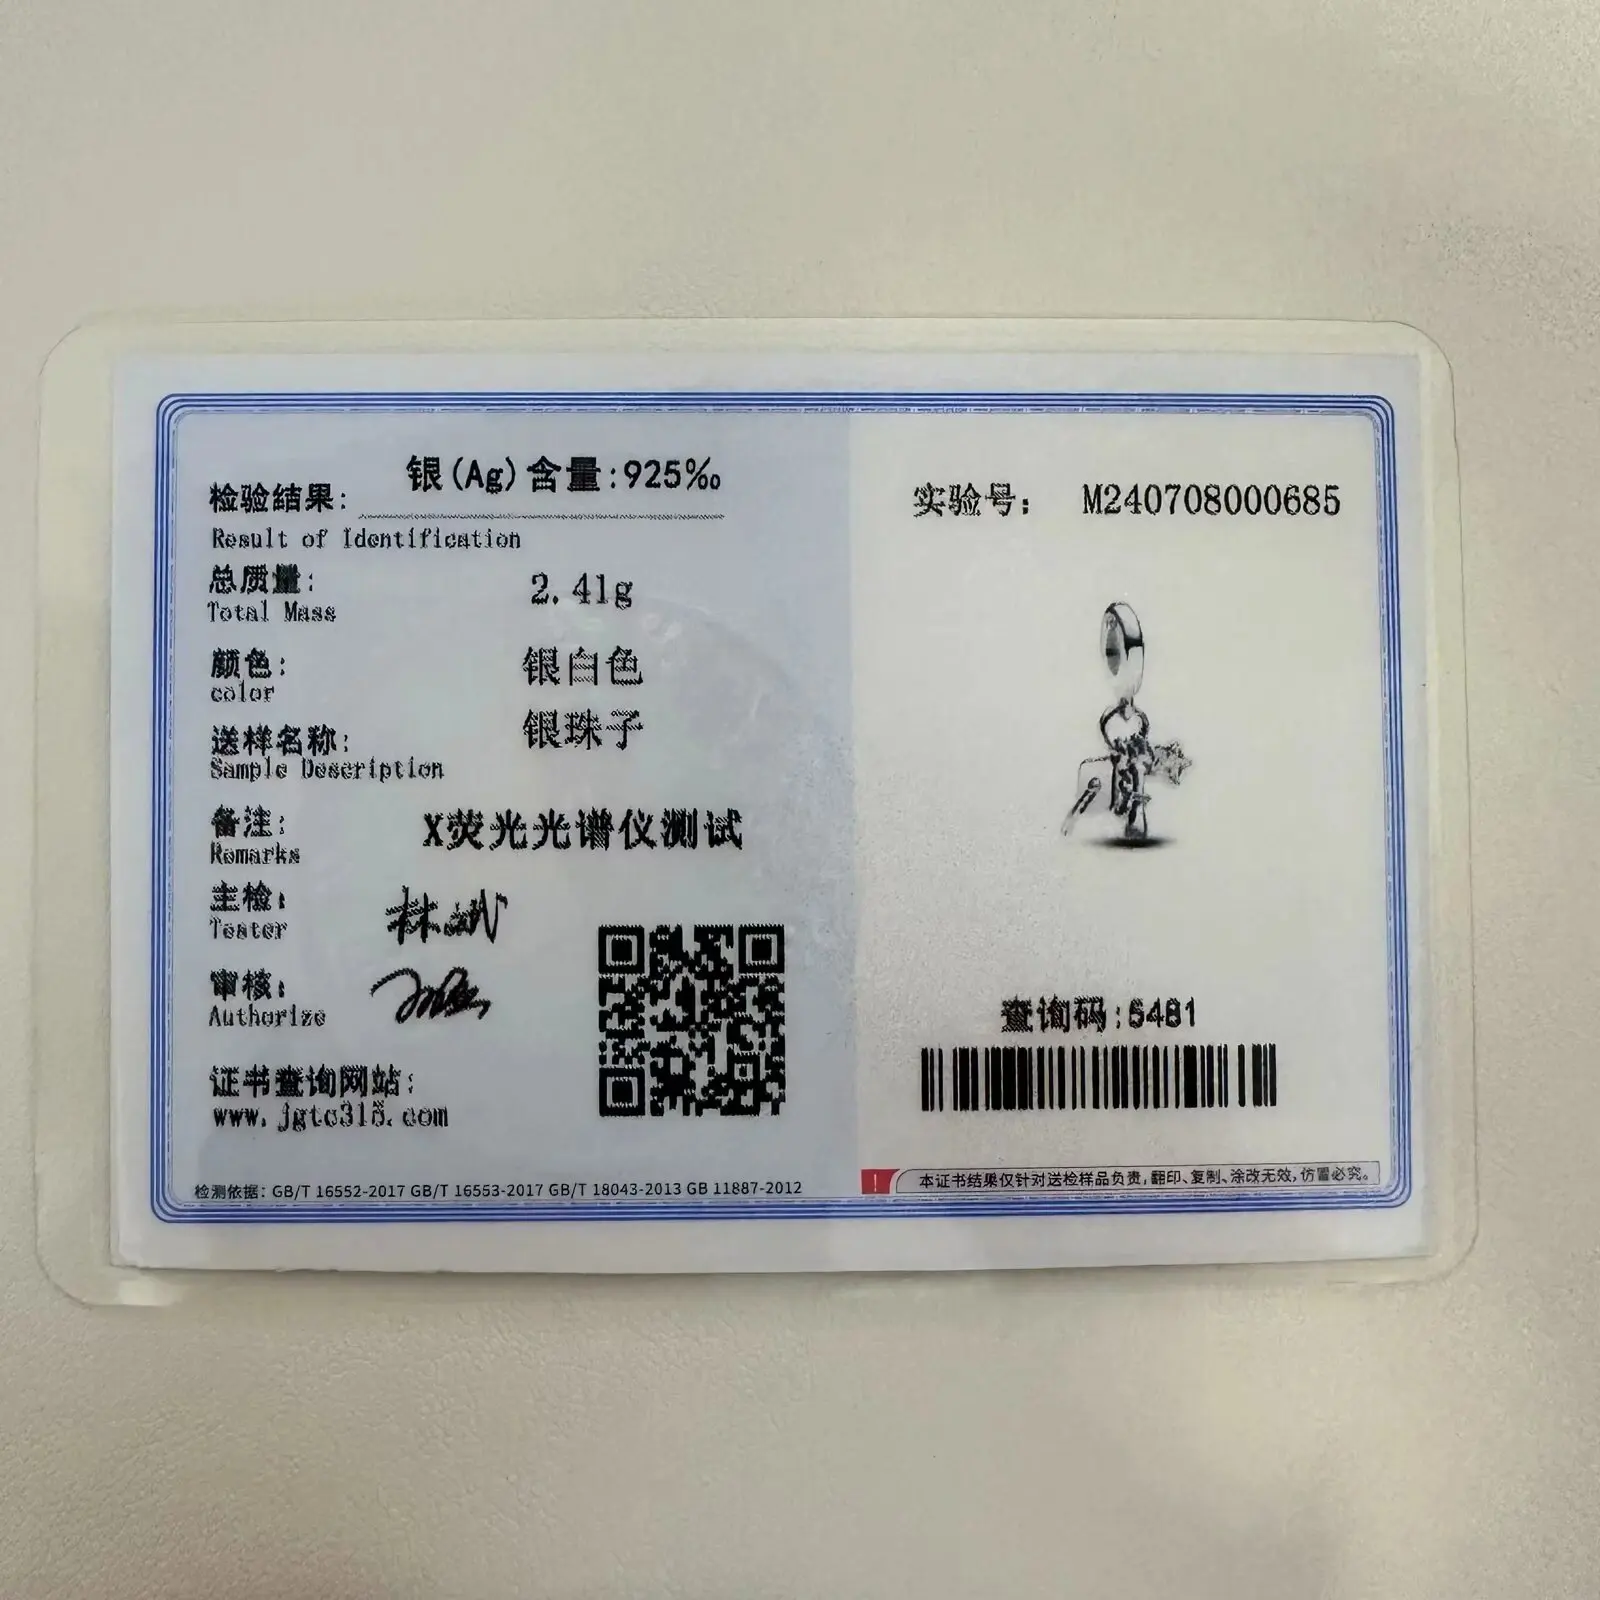 检验结果: 银(Ag)含量:925‰
Result of Identification
总质量: 2.41g
Total Mass
颜色: 银白色
color
送样名称: 银珠子
Sample Description
备注: X荧光光谱仪测试
Remarks
主检:
Tester
审核:
Authorize
证书查询网站:
www.jgtc315.com
检测依据: GB/T 16552-2017 GB/T 16553-2017 GB/T 18043-2013 GB 11887-2012
实验号: M240708000685
查询码:6481
! 本证书结果仅针对送检样品负责,翻印、复制、涂改无效,仿冒必究。